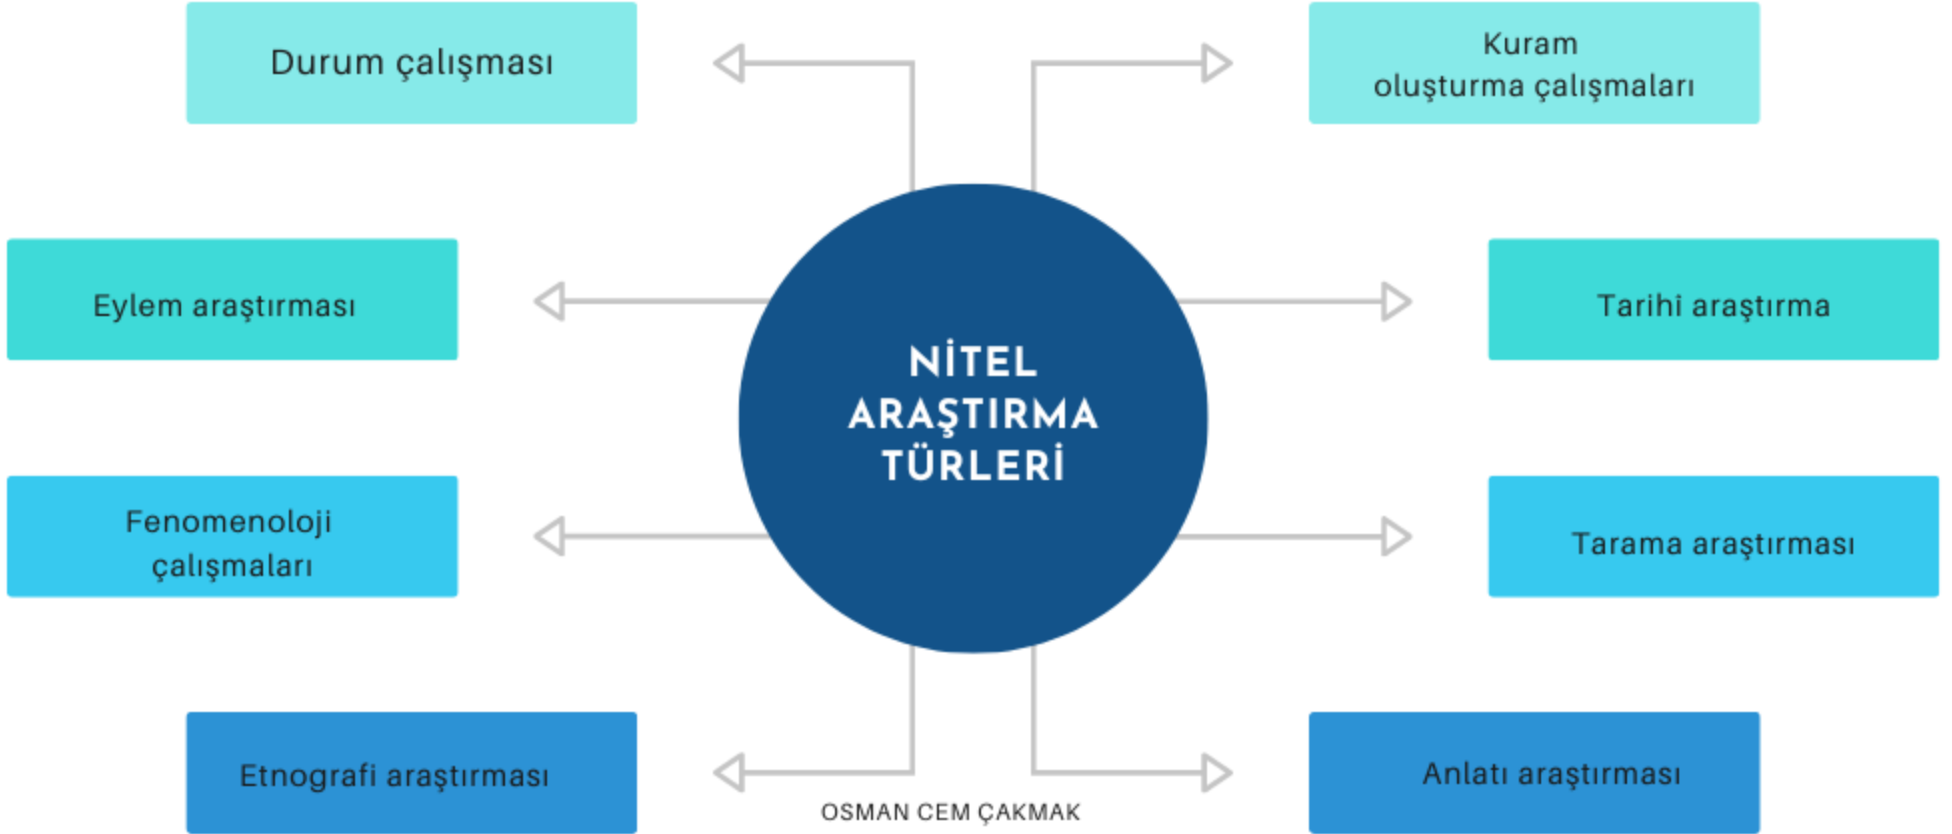 Durum çalışması
Kuram
oluşturma çalışmaları
Eylem araştırması
Tarihî araştırma
NİTEL
ARAŞTIRMA
TÜRLERİ
Fenomenoloji
çalışmaları
Tarama araştırması
Etnografi araştırması
Anlatı araştırması
OSMAN CEM ÇAKMAK